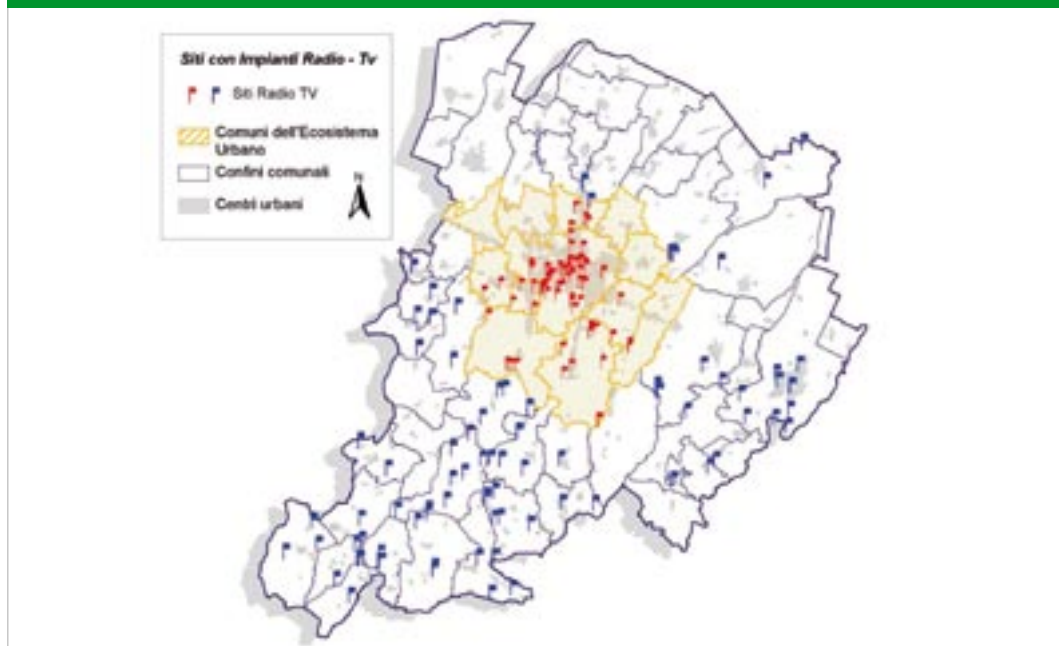 Siti con Impianti Radio - Tv
Siti Radio TV
Comuni dell'Ecosistema
Urbano
Confini comunali
N
Centri urbani